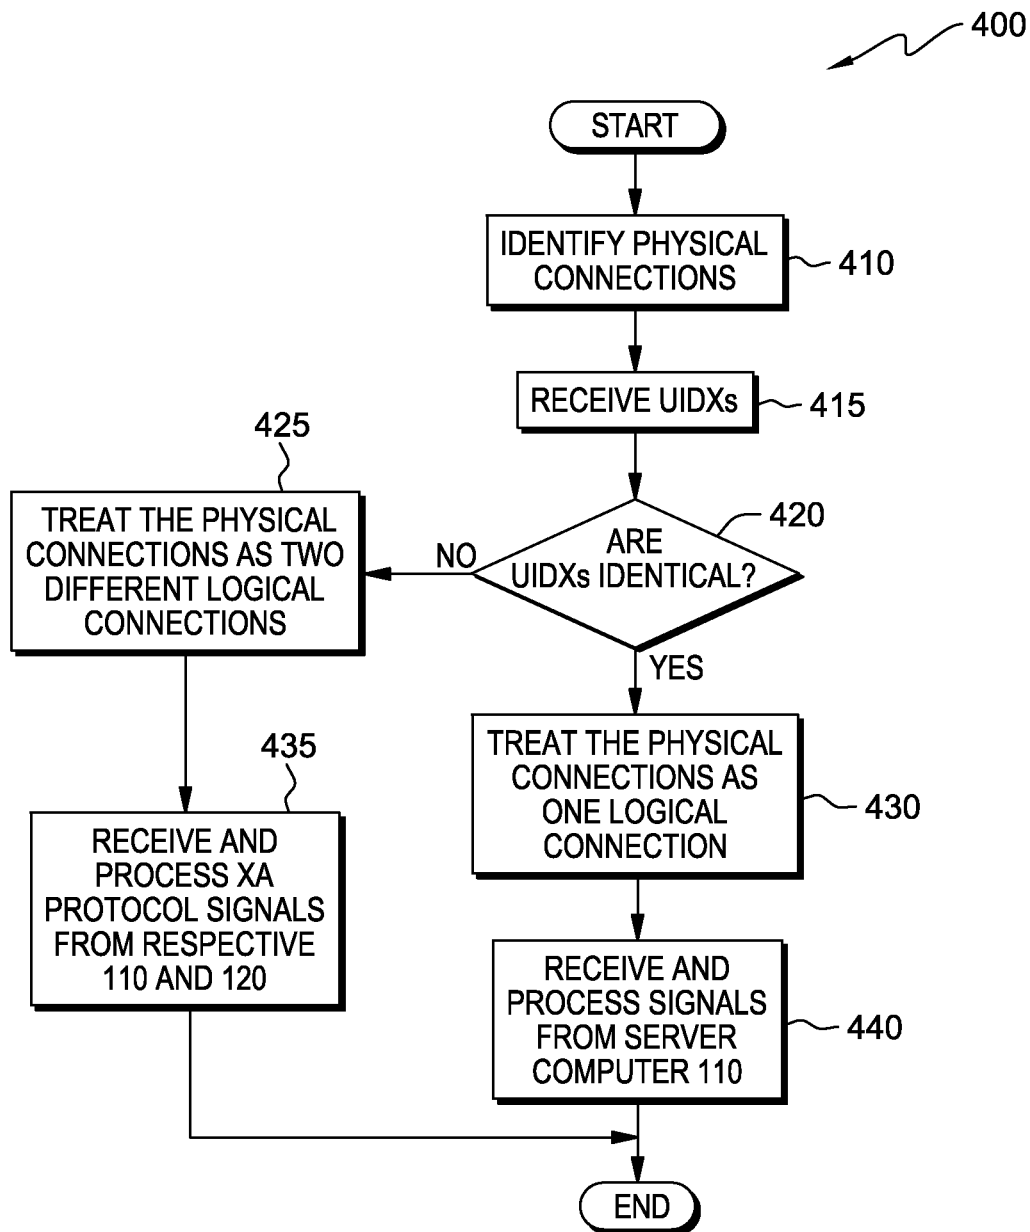 400
START
IDENTIFY PHYSICAL
CONNECTIONS
410
RECEIVE UIDXs
415
ARE
UIDXs IDENTICAL?
420
NO
YES
425
TREAT THE PHYSICAL
CONNECTIONS AS TWO
DIFFERENT LOGICAL
CONNECTIONS
435
RECEIVE AND
PROCESS XA
PROTOCOL SIGNALS
FROM RESPECTIVE
110 AND 120
TREAT THE PHYSICAL
CONNECTIONS AS
ONE LOGICAL
CONNECTION
430
RECEIVE AND
PROCESS SIGNALS
FROM SERVER
COMPUTER 110
440
END